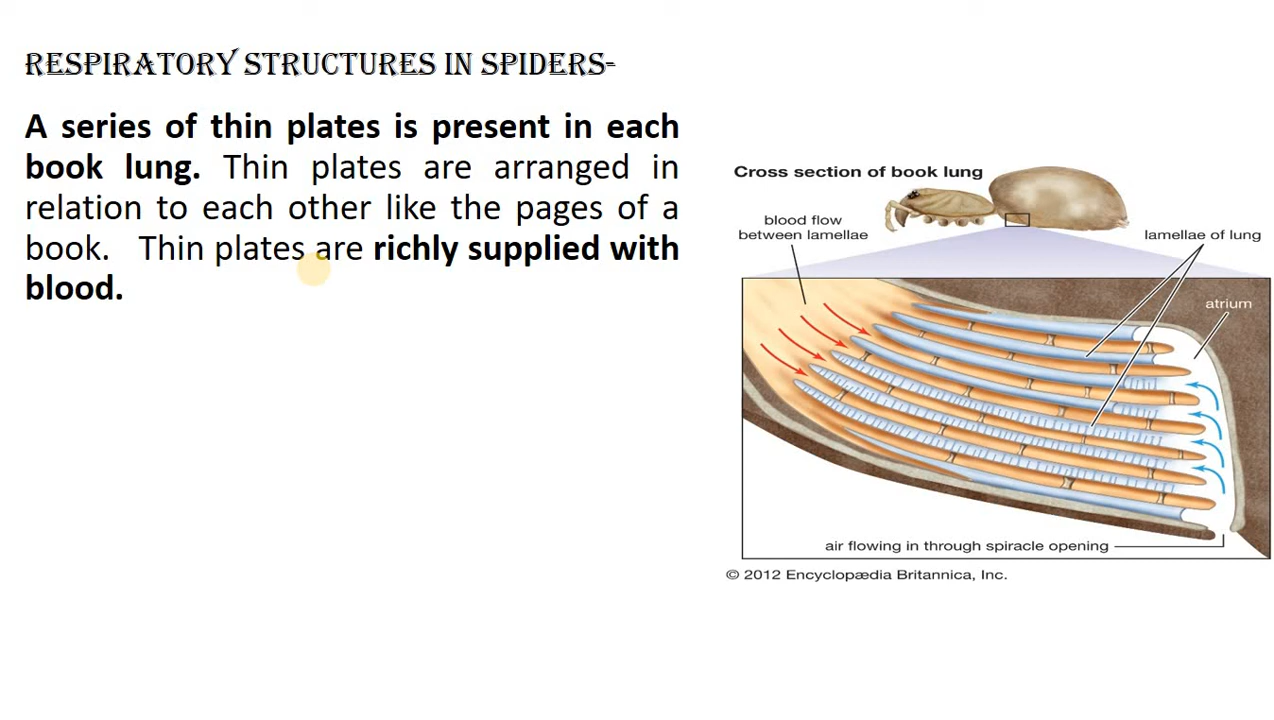 RESPIRATORY STRUCTURES IN SPIDERS-
A series of thin plates is present in each
book lung. Thin plates are arranged in
relation to each other like the pages of a
book. Thin plates are richly supplied with
blood.
Cross section of book lung
blood flow
between lamellae
lamellae of lung
atrium
air flowing in through spiracle opening
© 2012 Encyclopædia Britannica, Inc.